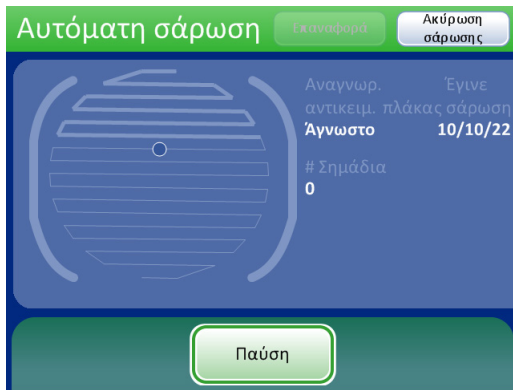 Αυτόματη σάρωση
Επαναφορά
Ακύρωση
σάρωσης
Αναγνωρ. Έγινε
αντικειμ. πλάκας σάρωση
Άγνωστο 10/10/22
# Σημάδια
0
Παύση